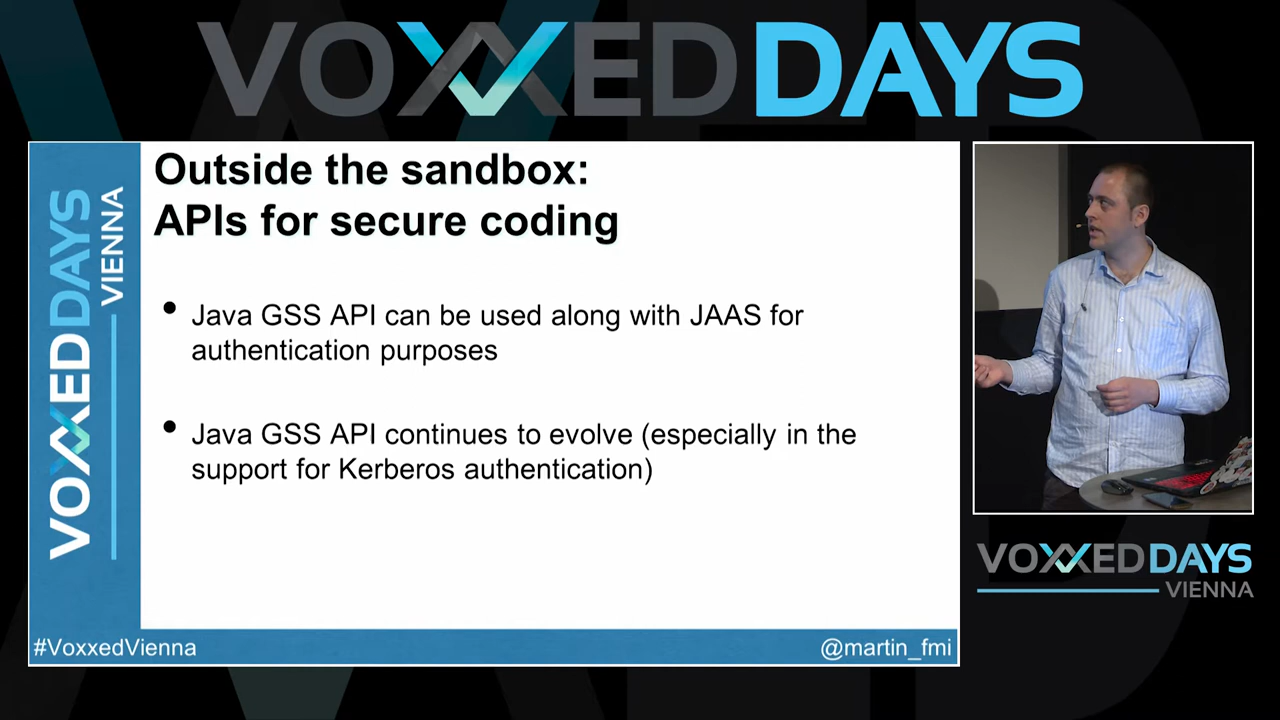 VOXXED DAYS
Outside the sandbox:
APIs for secure coding
• Java GSS API can be used along with JAAS for
authentication purposes
• Java GSS API continues to evolve (especially in the
support for Kerberos authentication)
VOXXED DAYS
VIENNA
#VoxxedVienna
@martin_fmi
VOXXED DAYS
VIENNA